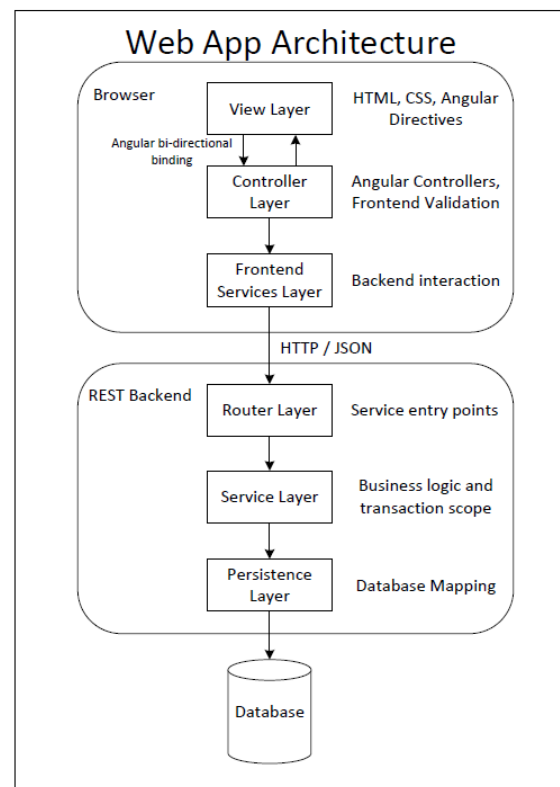 Web App Architecture
Browser
View Layer
HTML, CSS, Angular
Directives
Angular bi-directional
binding
Controller
Layer
Angular Controllers,
Frontend Validation
Frontend
Services Layer
Backend interaction
HTTP / JSON
REST Backend
Router Layer
Service entry points
Service Layer
Business logic and
transaction scope
Persistence
Layer
Database Mapping
Database